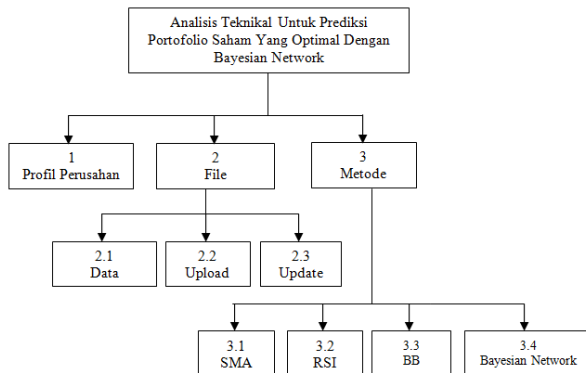 Analisis Teknikal Untuk Prediksi
Portofolio Saham Yang Optimal Dengan
Bayesian Network
1
Profil Perusahan
2
File
3
Metode
2.1
Data
2.2
Upload
2.3
Update
3.1
SMA
3.2
RSI
3.3
BB
3.4
Bayesian Network